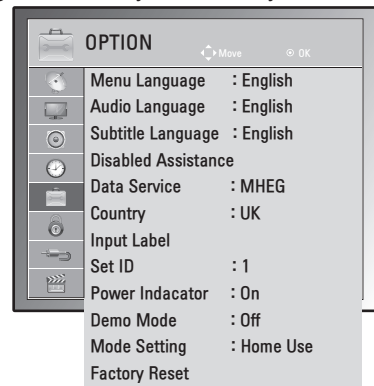 OPTION
Move OK
Menu Language : English
Audio Language : English
Subtitle Language : English
Disabled Assistance
Data Service : MHEG
Country : UK
Input Label
Set ID : 1
Power Indacator : On
Demo Mode : Off
Mode Setting : Home Use
Factory Reset